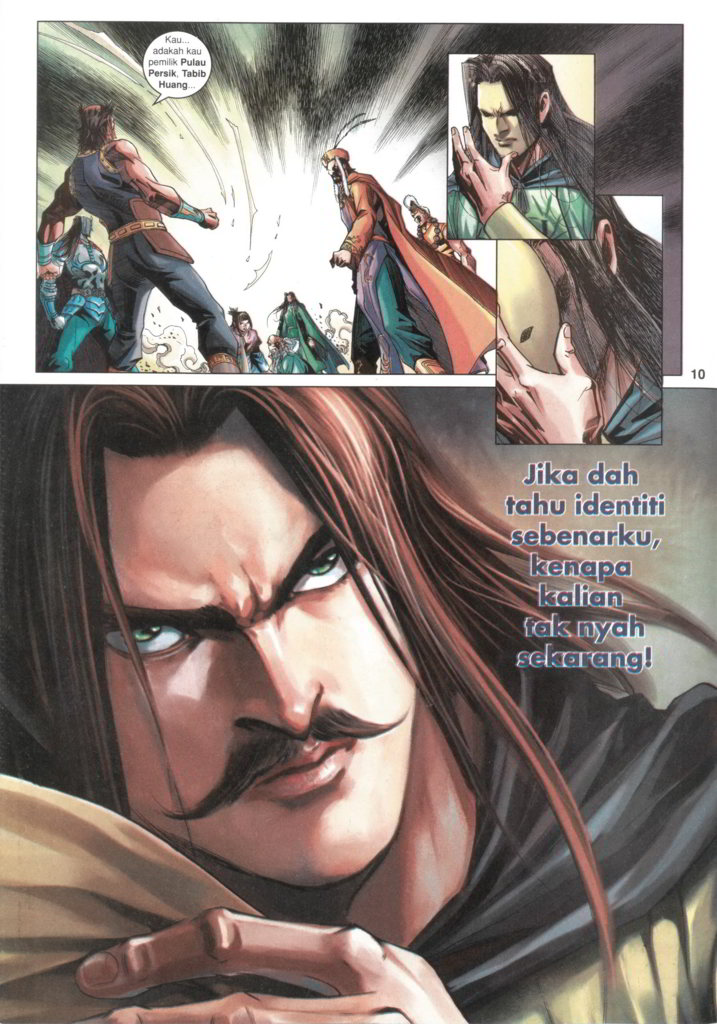 Kau...
adakah kau
pemilik Pulau
Persik, Tabib
Huang...
10
Jika dah
tahu identiti
sebenarku,
kenapa
kalian
tak nyah
sekarang!